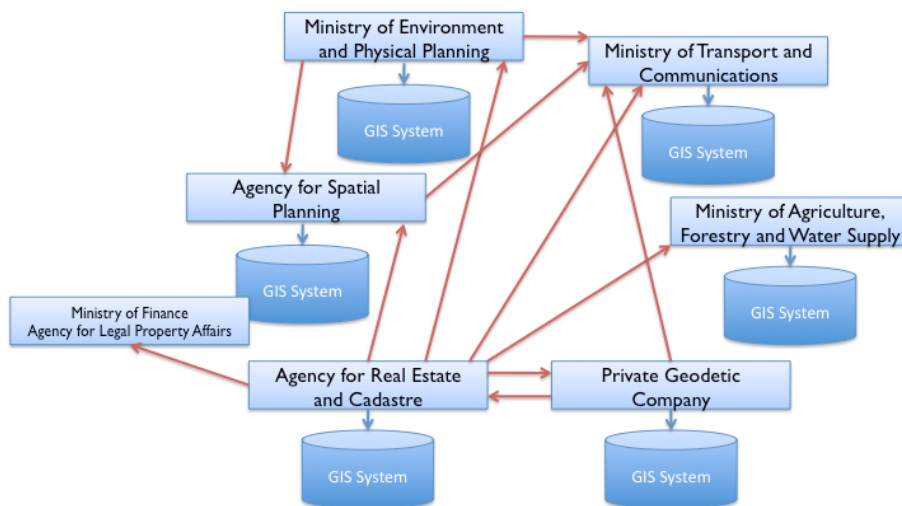 Ministry of Environment
and Physical Planning
Ministry of Transport and
Communications
GIS System
GIS System
Agency for Spatial
Planning
Ministry of Agriculture,
Forestry and Water Supply
GIS System
GIS System
Ministry of Finance
Agency for Legal Property Affairs
Agency for Real Estate
and Cadastre
Private Geodetic
Company
GIS System
GIS System